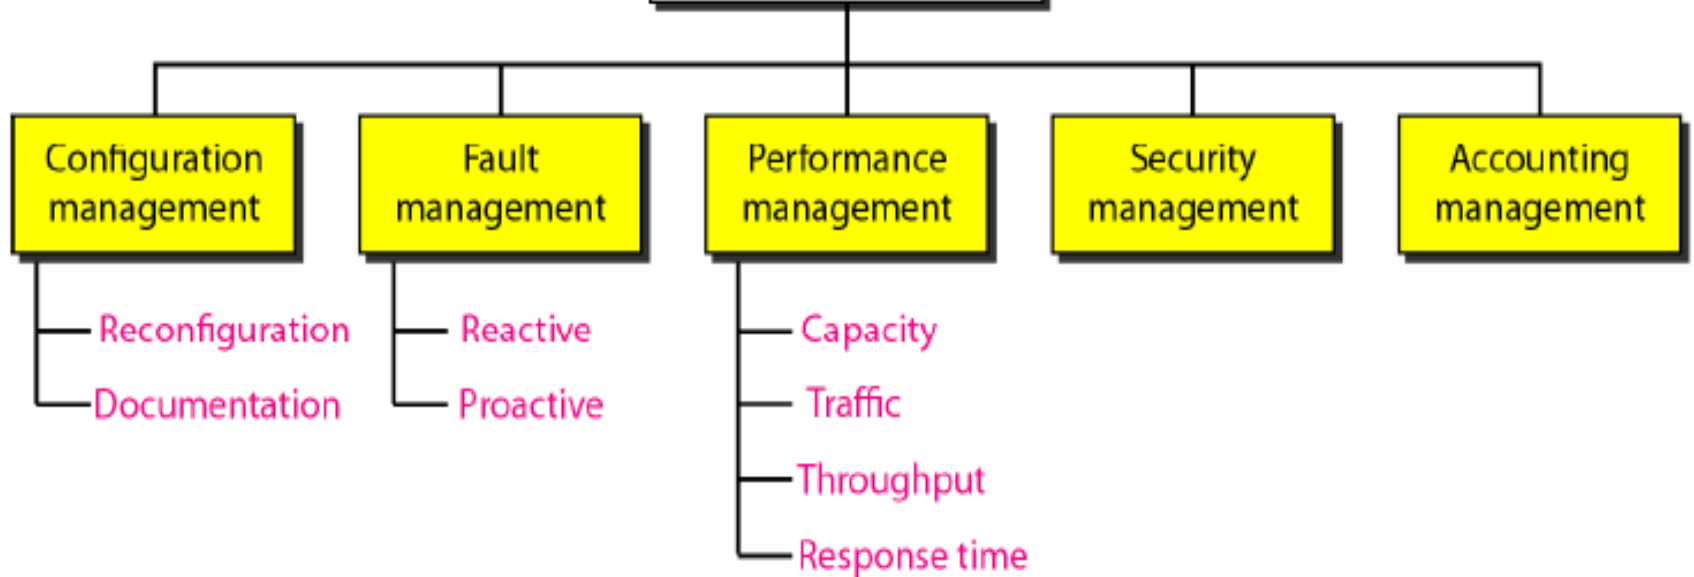 Configuration
management
Fault
management
Performance
management
Security
management
Accounting
management
Reconfiguration
Documentation
Reactive
Proactive
Capacity
Traffic
Throughput
Response time